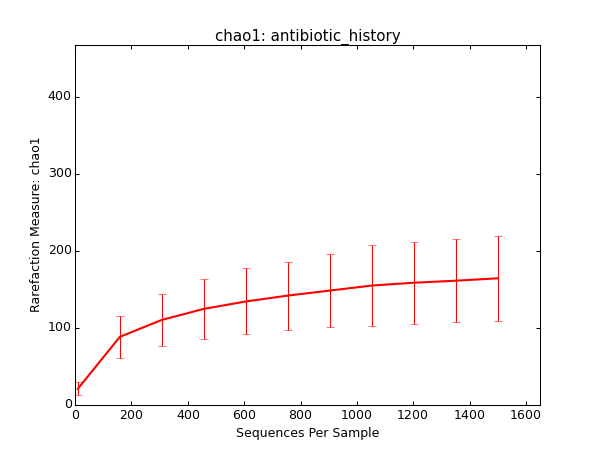 chao1: antibiotic_history
400
300
200
100
0
Rarefaction Measure: chao1
0 200 400 600 800 1000 1200 1400 1600
Sequences Per Sample